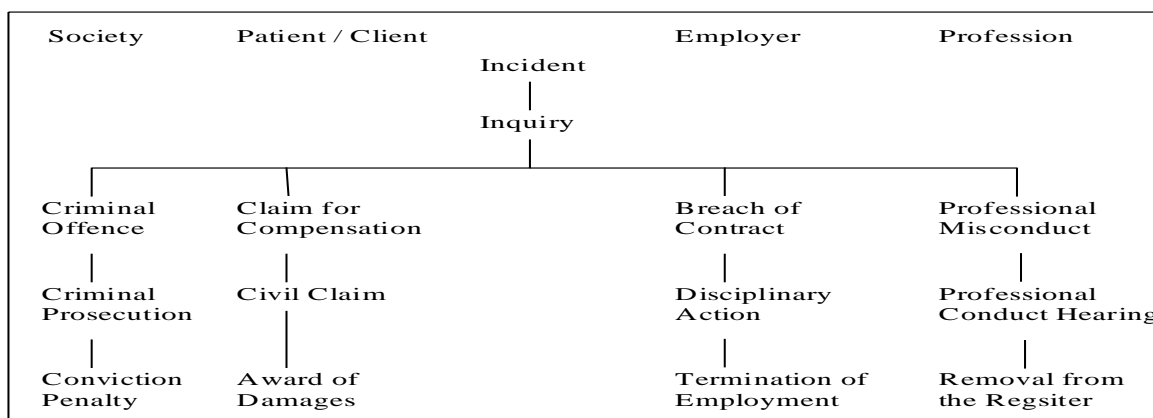 Society Patient / Client Employer Profession
Incident
Inquiry
Criminal Claim for Breach of Professional
Offence Compensation Contract Misconduct
Criminal Civil Claim Disciplinary Professional
Prosecution Action Conduct Hearing
Conviction Award of Termination of Removal from
Penalty Damages Employment the Regsiter